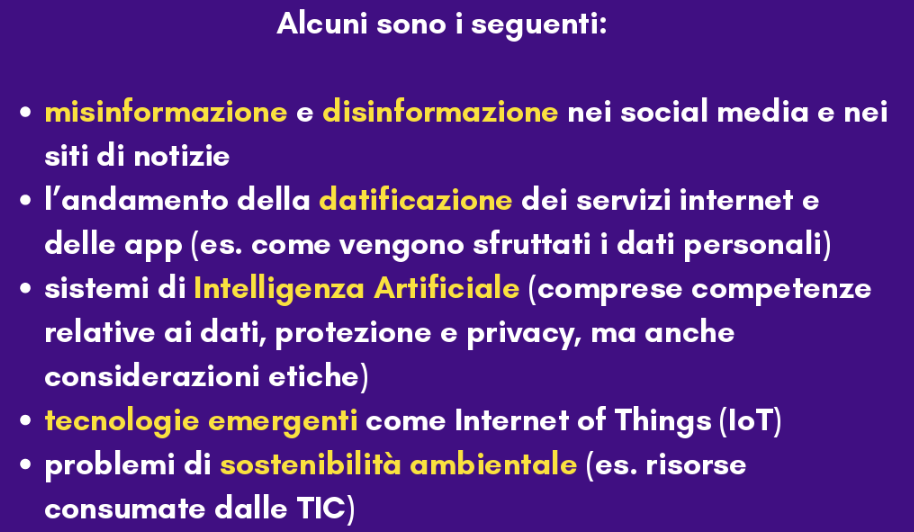 Alcuni sono i seguenti:
• misinformazione e disinformazione nei social media e nei
siti di notizie
• l'andamento della datificazione dei servizi internet e
delle app (es. come vengono sfruttati i dati personali)
• sistemi di Intelligenza Artificiale (comprese competenze
relative ai dati, protezione e privacy, ma anche
considerazioni etiche)
• tecnologie emergenti come Internet of Things (IoT)
• problemi di sostenibilità ambientale (es. risorse
consumate dalle TIC)